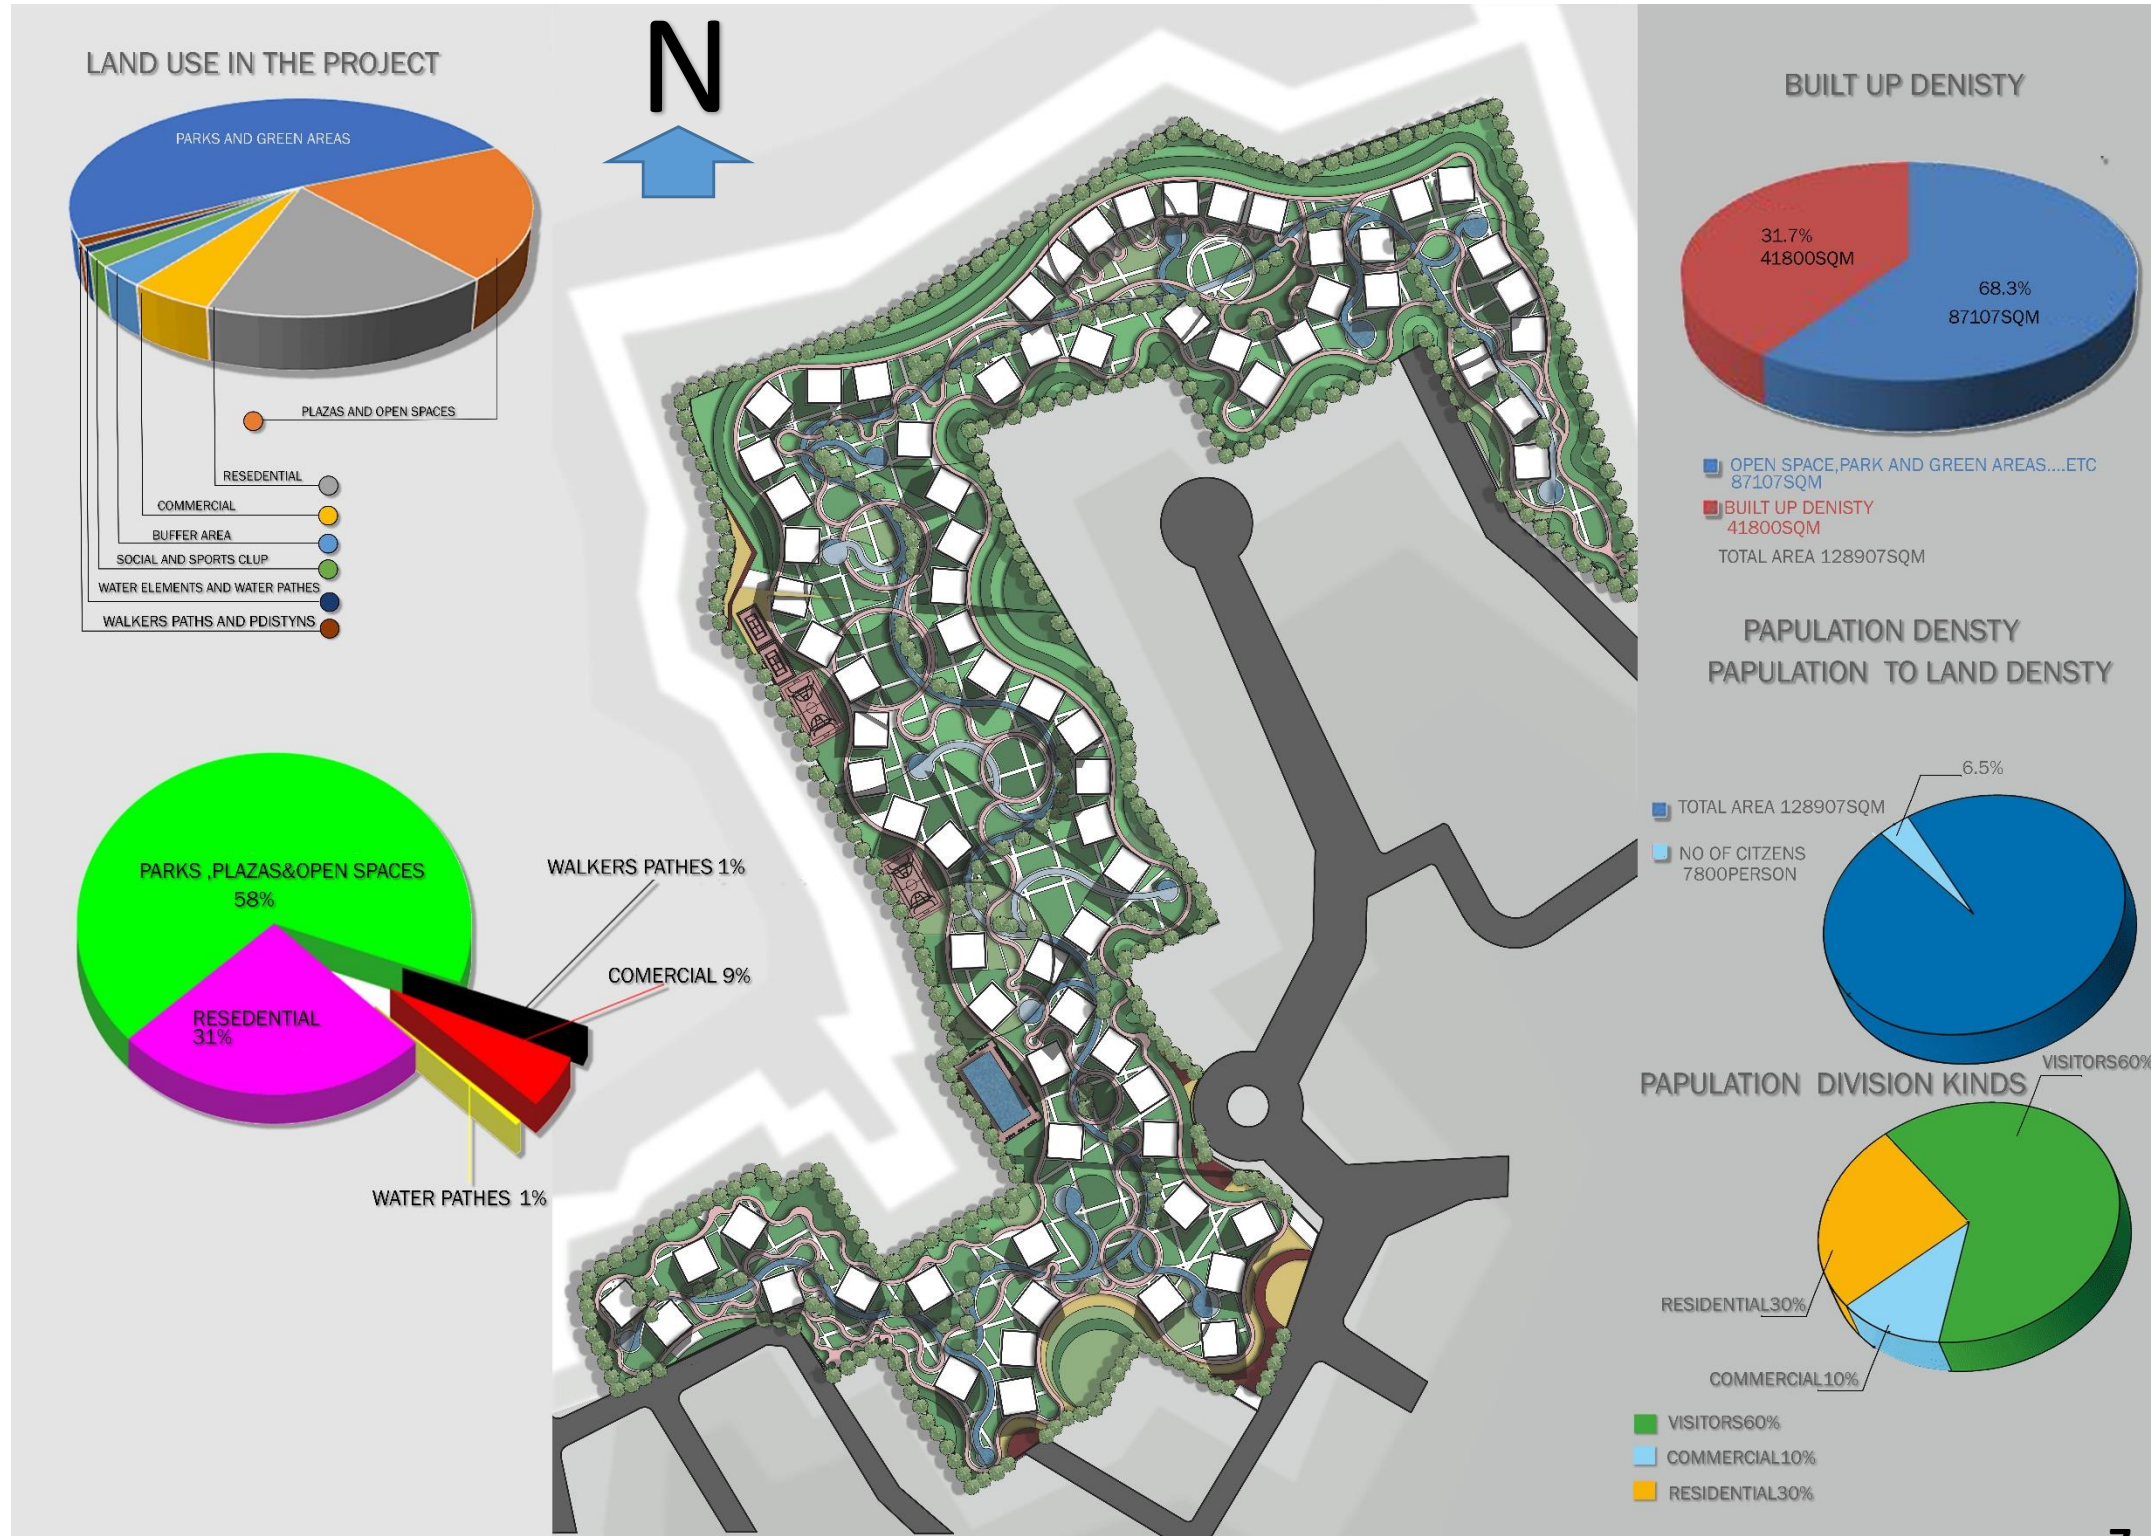 LAND USE IN THE PROJECT
PARKS AND GREEN AREAS
PLAZAS AND OPEN SPACES
RESEDENTIAL
COMMERCIAL
BUFFER AREA
SOCIAL AND SPORTS CLUP
WATER ELEMENTS AND WATER PATHES
WALKERS PATHS AND PDISTYNS
PARKS ,PLAZAS&OPEN SPACES
58%
RESEDENTIAL
31%
WALKERS PATHES 1%
COMERCIAL 9%
WATER PATHES 1%
N
BUILT UP DENISTY
31.7%
41800SQM
68.3%
87107SQM
OPEN SPACE,PARK AND GREEN AREAS....ETC
87107SQM
BUILT UP DENISTY
41800SQM
TOTAL AREA 128907SQM
PAPULATION DENSTY
PAPULATION TO LAND DENSTY
6.5%
TOTAL AREA 128907SQM
NO OF CITZENS
7800PERSON
PAPULATION DIVISION KINDS
VISITORS60%
RESIDENTIAL30%
COMMERCIAL10%
VISITORS60%
COMMERCIAL10%
RESIDENTIAL30%